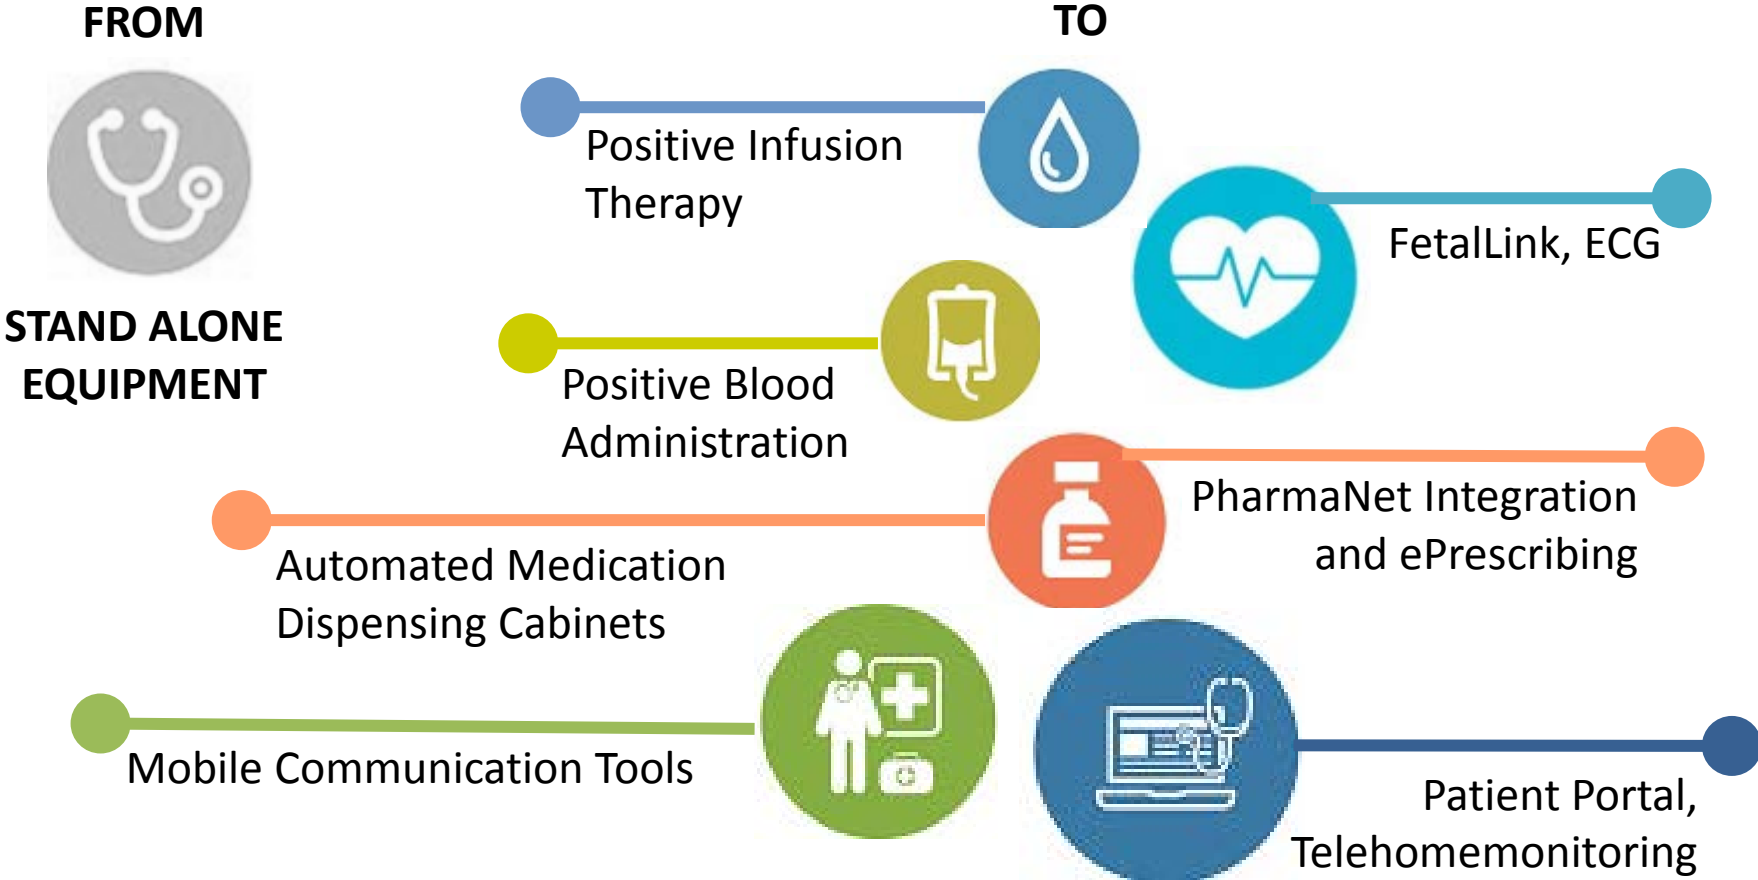 FROM
TO
STAND ALONE
EQUIPMENT
Positive Infusion
Therapy
FetalLink, ECG
Positive Blood
Administration
PharmaNet Integration
and ePrescribing
Automated Medication
Dispensing Cabinets
Mobile Communication Tools
Patient Portal,
Telehomemonitoring